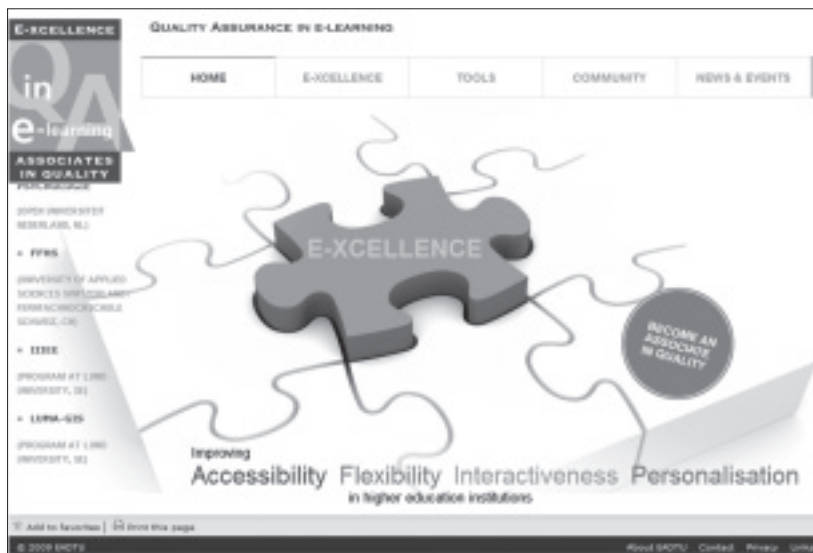 E-XCELLENCE
QA
in
e-learning
ASSOCIATES
IN QUALITY
QUALITY ASSURANCE IN E-LEARNING
HOME
E-XCELLENCE
TOOLS
COMMUNITY
NEWS & EVENTS
(OPEN UNIVERSITEIT
NEDERLAND, NL)
» FFHS
(UNIVERSITY OF APPLIED
SCIENCES SWITZERLAND/
FERNFACHHOCHSCHULE
SCHWEIZ, CH)
» IIIEE
(PROGRAM AT LUND
UNIVERSITY, SE)
» LUMA-GIS
(PROGRAM AT LUND
UNIVERSITY, SE)
E-XCELLENCE
BECOME AN
ASSOCIATE
IN QUALITY
Improving
Accessibility Flexibility Interactiveness Personalisation
in higher education institutions
Add to favorites | Print this page
© 2009 EADTU
About EADTU Contact Privacy Links